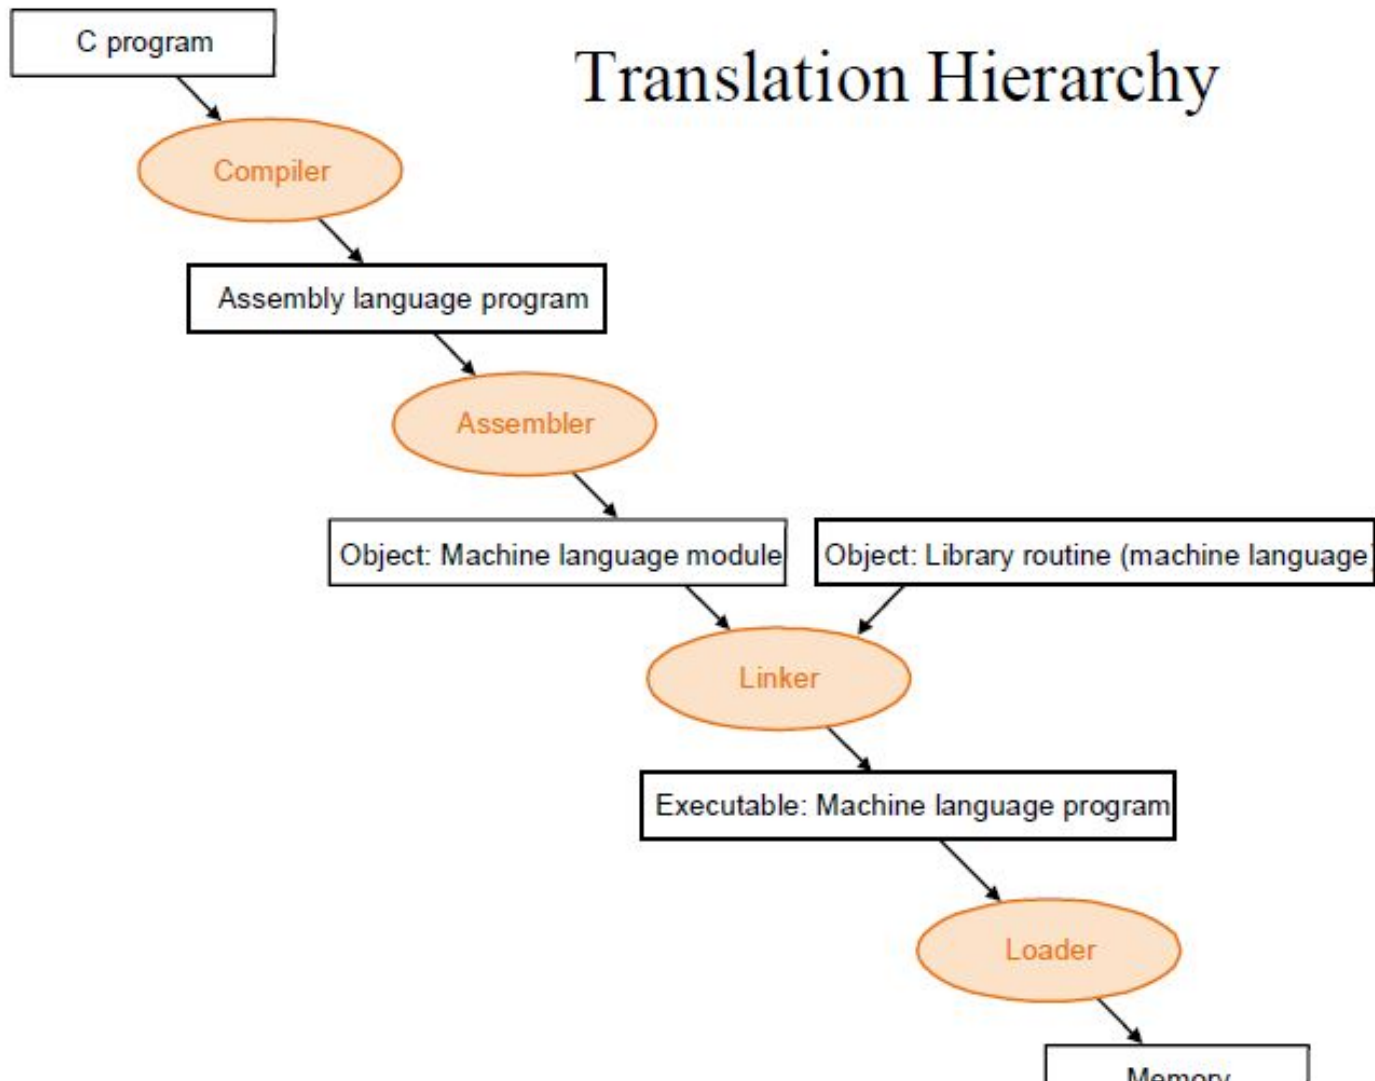 C program
Translation Hierarchy
Compiler
Assembly language program
Assembler
Object: Machine language module
Object: Library routine (machine language)
Linker
Executable: Machine language program
Loader
Memory